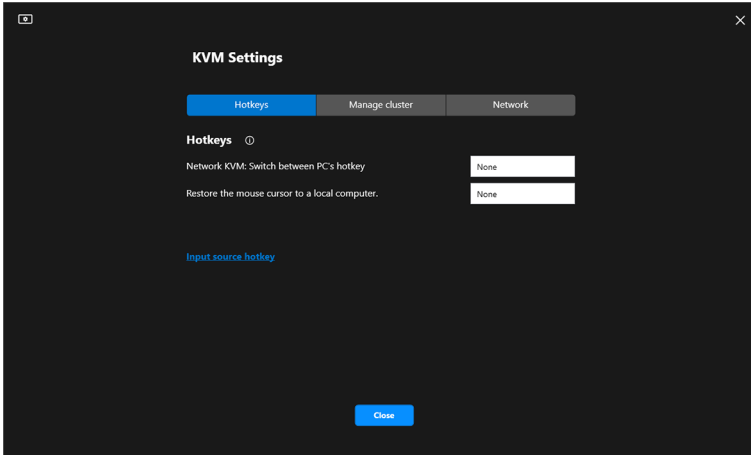 KVM Settings
Hotkeys
Manage cluster
Network
Hotkeys
Network KVM: Switch between PC's hotkey
None
Restore the mouse cursor to a local computer.
None
Input source hotkey
Close